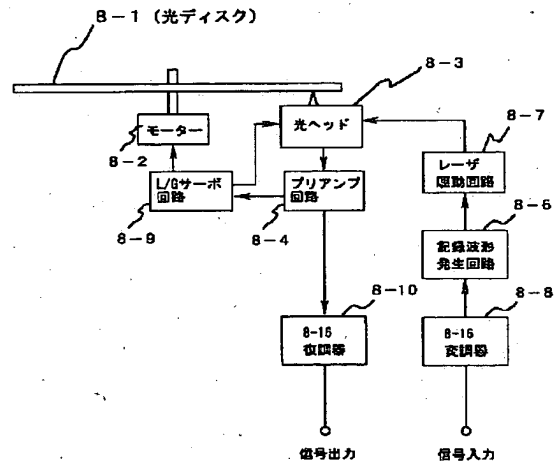 8-1 (光ディスク)
8-3
モーター
光ヘッド
8-7
8-2
レーザ
駆動回路
L/Gサーボ
回路
プリアンプ
回路
8-9
8-4
8-6
記録波形
発生回路
8-10
8-8
8-16
復調器
8-16
変調器
信号出力
信号入力